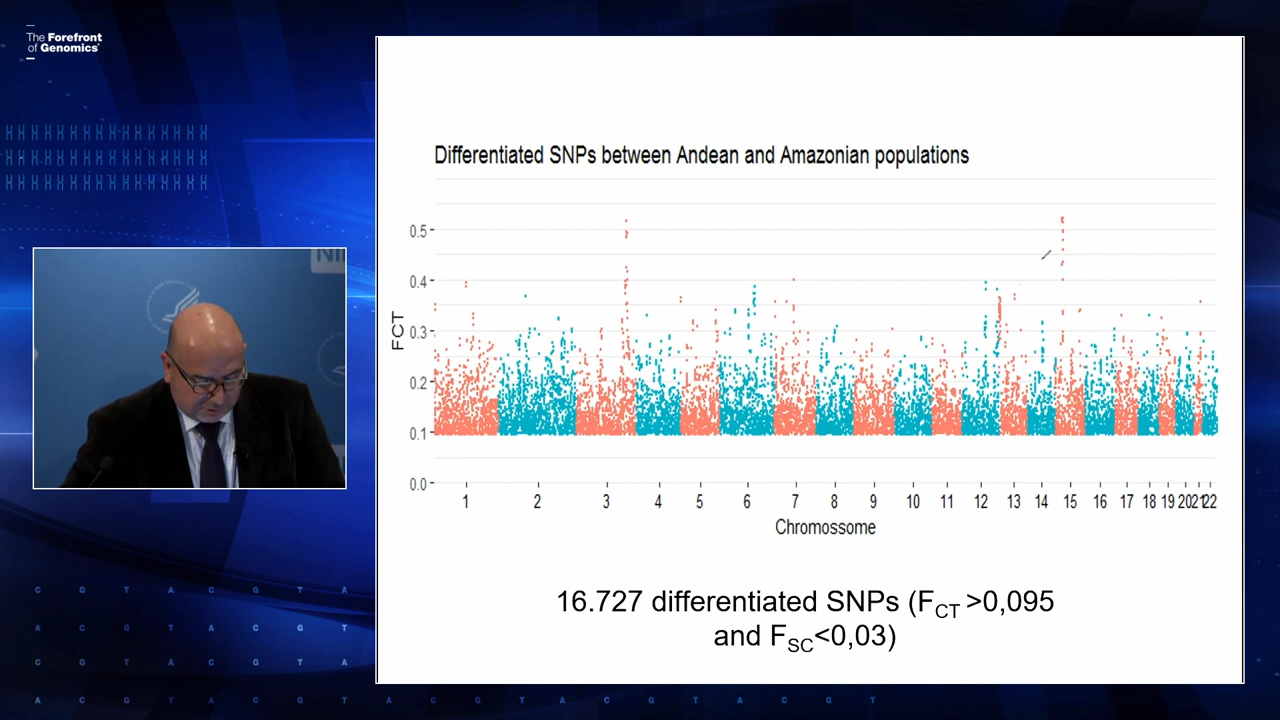 The Forefront
of Genomics®
NI
Differentiated SNPs between Andean and Amazonian populations
FCT
0.5
0.4
0.3
0.2
0.1
0.0
1 2 3 4 5 6 7 8 9 10 11 12 13 14 15 16 17 18 19 20 21 22
Chromossome
16.727 differentiated SNPs (FCT >0,095
and FSC<0,03)
C G T A C G T A
A C G T A C G T
C G T A C G T A
A C G T A C G T A C G T A C G T A C G T